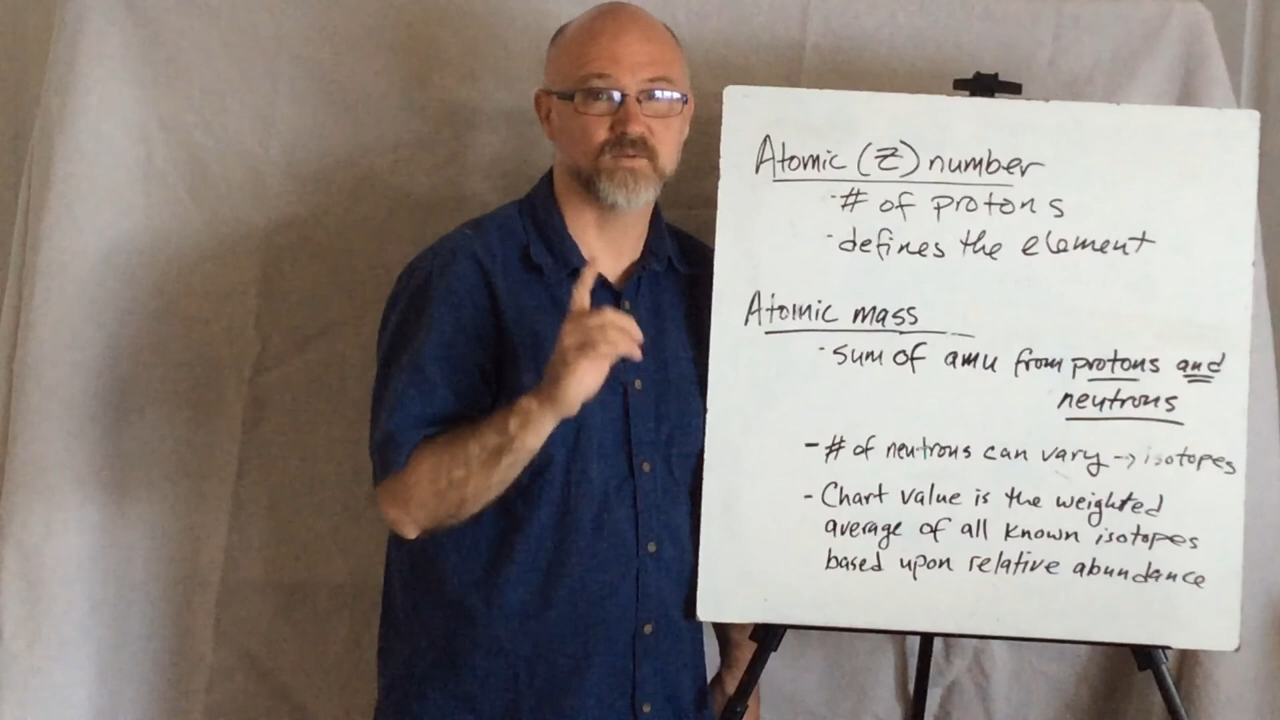 Atomic (Z) number
· # of protons
· defines the element
Atomic mass
· sum of amu from protons and
neutrons
- # of neutrons can vary → isotopes
- Chart value is the weighted
average of all known isotopes
based upon relative abundance